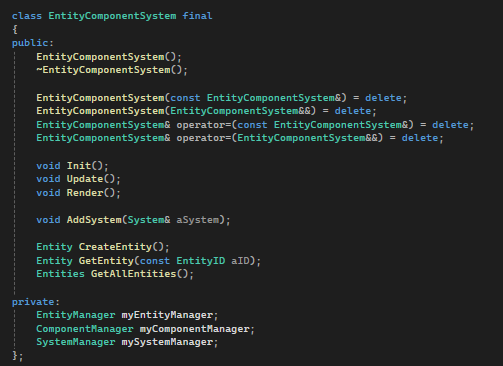 class EntityComponentSystem final
{
public:
EntityComponentSystem();
~EntityComponentSystem();
EntityComponentSystem(const EntityComponentSystem&) = delete;
EntityComponentSystem(EntityComponentSystem&&) = delete;
EntityComponentSystem& operator=(const EntityComponentSystem&) = delete;
EntityComponentSystem& operator=(EntityComponentSystem&&) = delete;
void Init();
void Update();
void Render();
void AddSystem(System& aSystem);
Entity CreateEntity();
Entity GetEntity(const EntityID aID);
Entities GetAllEntities();
private:
EntityManager myEntityManager;
ComponentManager myComponentManager;
SystemManager mySystemManager;
};